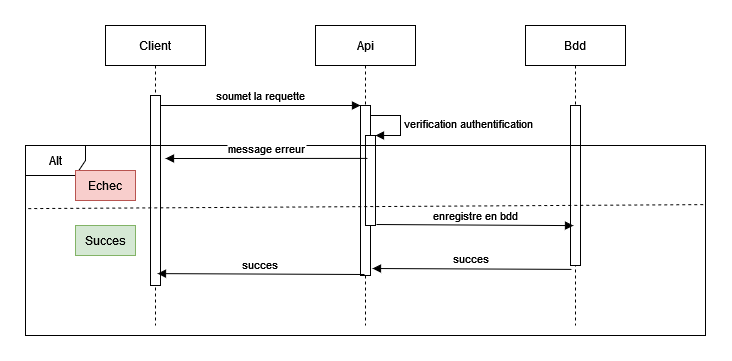 Client
Api
Bdd
soumet la requette
verification authentification
message erreur
Alt
Echec
enregistre en bdd
Succes
succes
succes